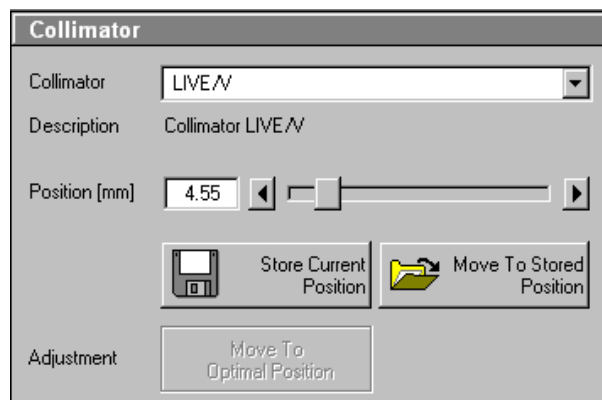 Collimator
Collimator LIVE/V
Description Collimator LIVE/V
Position [mm] 4.55
Store Current
Position
Move To Stored
Position
Adjustment
Move To
Optimal Position